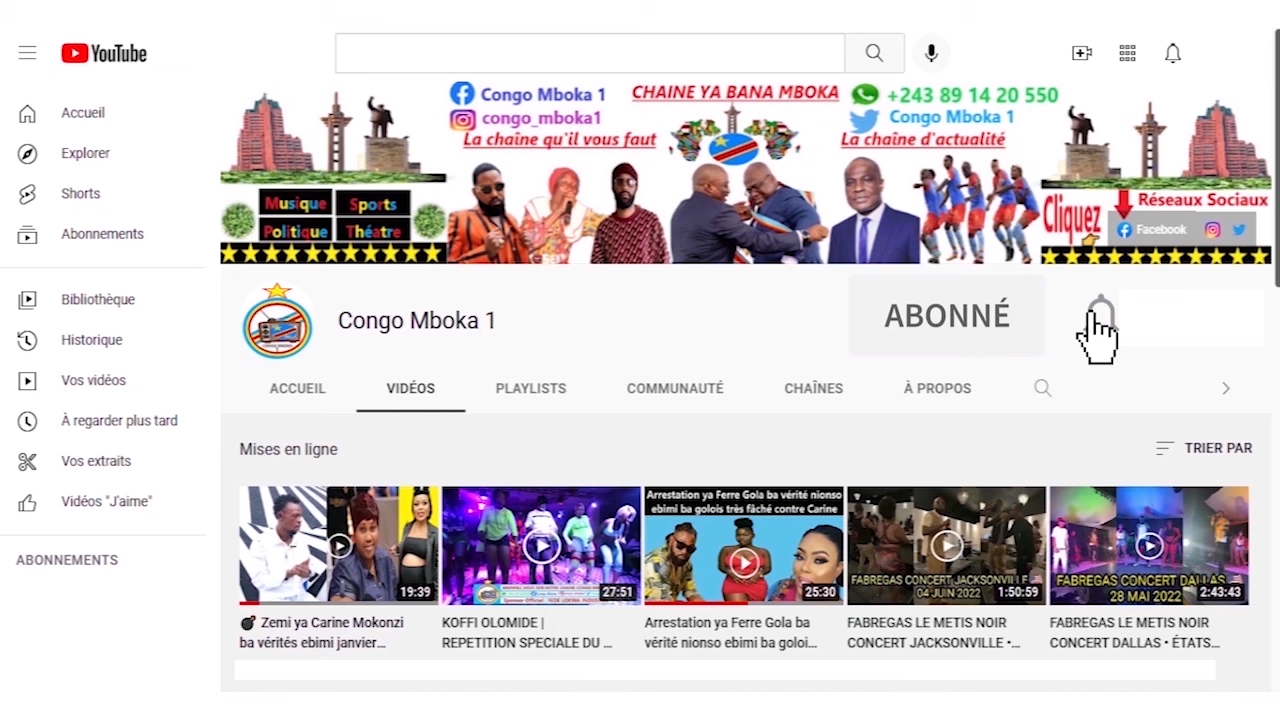 YouTube
Accueil
Explorer
Shorts
Abonnements
Bibliothèque
Historique
Vos vidéos
À regarder plus tard
Vos extraits
Vidéos "J'aime"
ABONNEMENTS
Congo Mboka 1
congo_mboka1
La chaîne qu'il vous faut
CHAINE YA BANA MBOKA
+243 89 14 20 550
Congo Mboka 1
La chaîne d'actualité
Musique Sports
Politique Théatre
Cliquez
Réseaux Sociaux
Facebook
Congo Mboka 1
ABONNÉ
ACCUEIL VIDÉOS PLAYLISTS COMMUNAUTÉ CHAÎNES À PROPOS
Mises en ligne
TRIER PAR
19:39
Zemi ya Carine Mokonzi
ba vérités ebimi janvier...
27:51
KOFFI OLOMIDE |
REPETITION SPECIALE DU ...
Arrestation ya Ferre Gola ba vérité nionso
ebimi ba golois très fâché contre Carine
25:30
Arrestation ya Ferre Gola ba
vérité nionso ebimi ba goloi...
FABREGAS CONCERT JACKSONVILLE
04 JUIN 2022
1:50:59
FABREGAS LE METIS NOIR
CONCERT JACKSONVILLE •...
FABREGAS CONCERT DALLAS
28 MAI 2022
2:43:43
FABREGAS LE METIS NOIR
CONCERT DALLAS • ÉTATS...